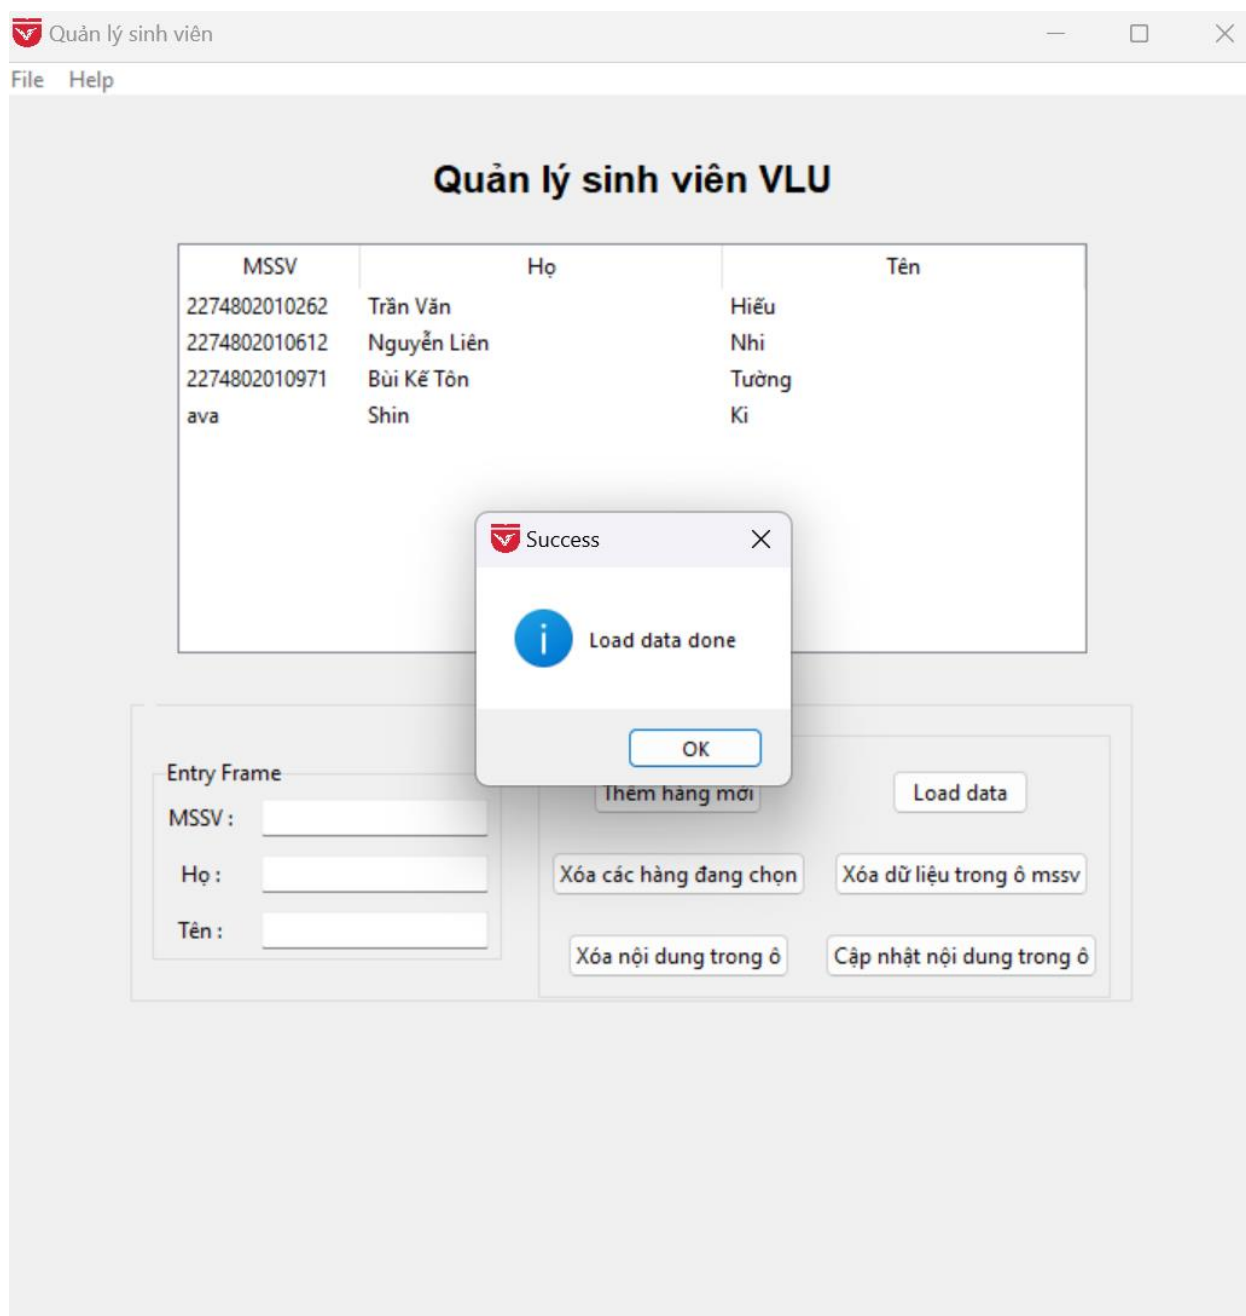 Quản lý sinh viên
File Help
Quản lý sinh viên VLU
MSSV Họ Tên
2274802010262 Trần Văn Hiếu
2274802010612 Nguyễn Liên Nhi
2274802010971 Bùi Kế Tôn Tường
ava Shin Ki
Success
Load data done
OK
Entry Frame
MSSV :
Họ :
Tên :
Thêm hàng mới Load data
Xóa các hàng đang chọn Xóa dữ liệu trong ô mssv
Xóa nội dung trong ô Cập nhật nội dung trong ô